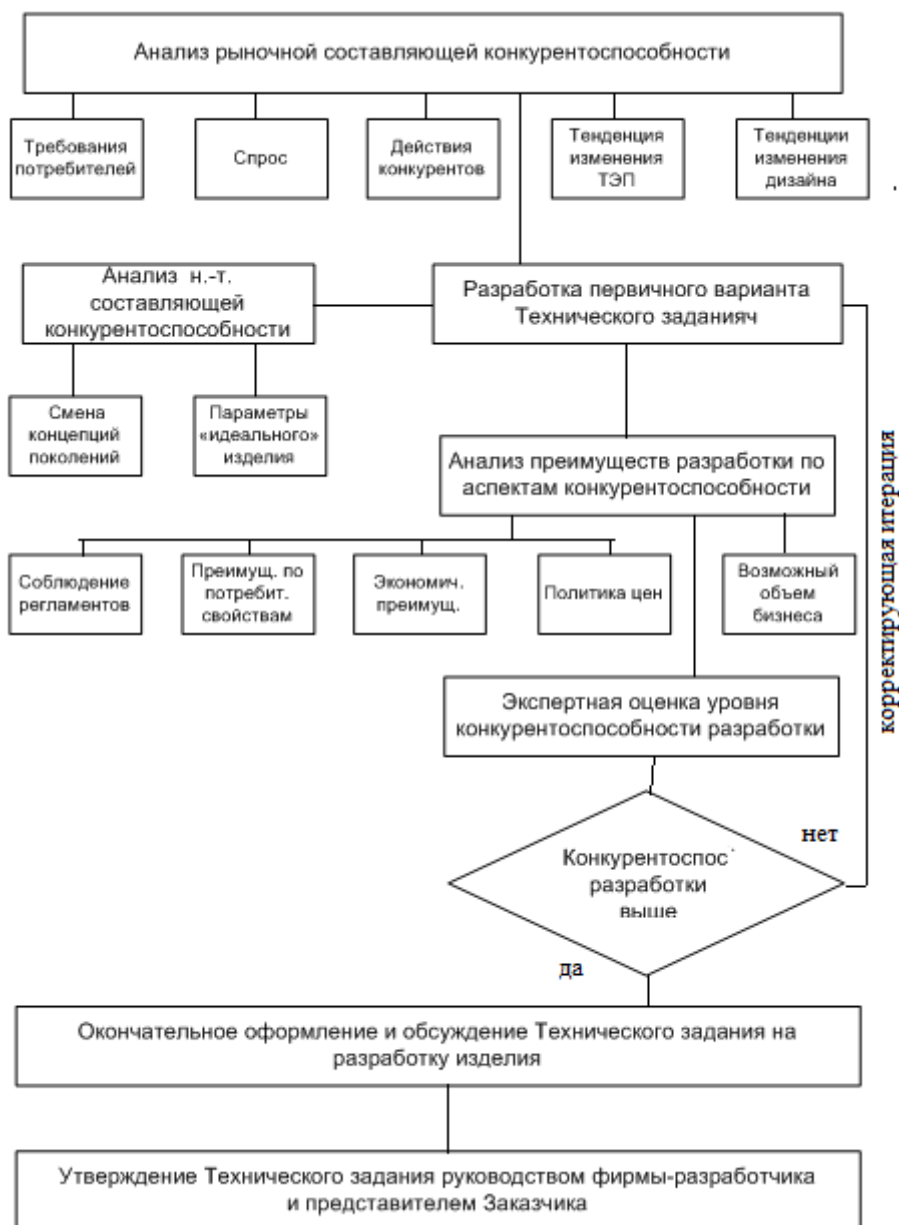 Анализ рыночной составляющей конкурентоспособности
Требования
потребителей
Спрос
Действия
конкурентов
Тенденция
изменения
ТЭП
Тенденции
изменения
дизайна
Анализ н.-т.
составляющей
конкурентоспособности
Разработка первичного варианта
Технического заданияч
Смена
концепций
поколений
Параметры
«идеального»
изделия
Анализ преимуществ разработки по
аспектам конкурентоспособности
корректирующая итерация
Соблюдение
регламентов
Преимущ. по
потребит.
свойствам
Экономич.
преимущ.
Политика цен
Возможный
объем
бизнеса
Экспертная оценка уровня
конкурентоспособности разработки
нет
Конкурентоспос
разработки
выше
да
Окончательное оформление и обсуждение Технического задания на
разработку изделия
Утверждение Технического задания руководством фирмы-разработчика
и представителем Заказчика